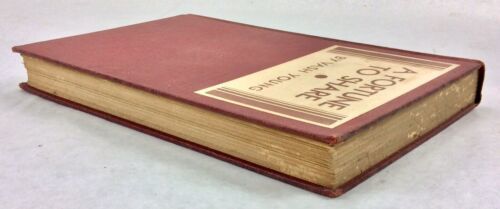 A FORTUNE
TO SHARE
BY VASH YOUNG